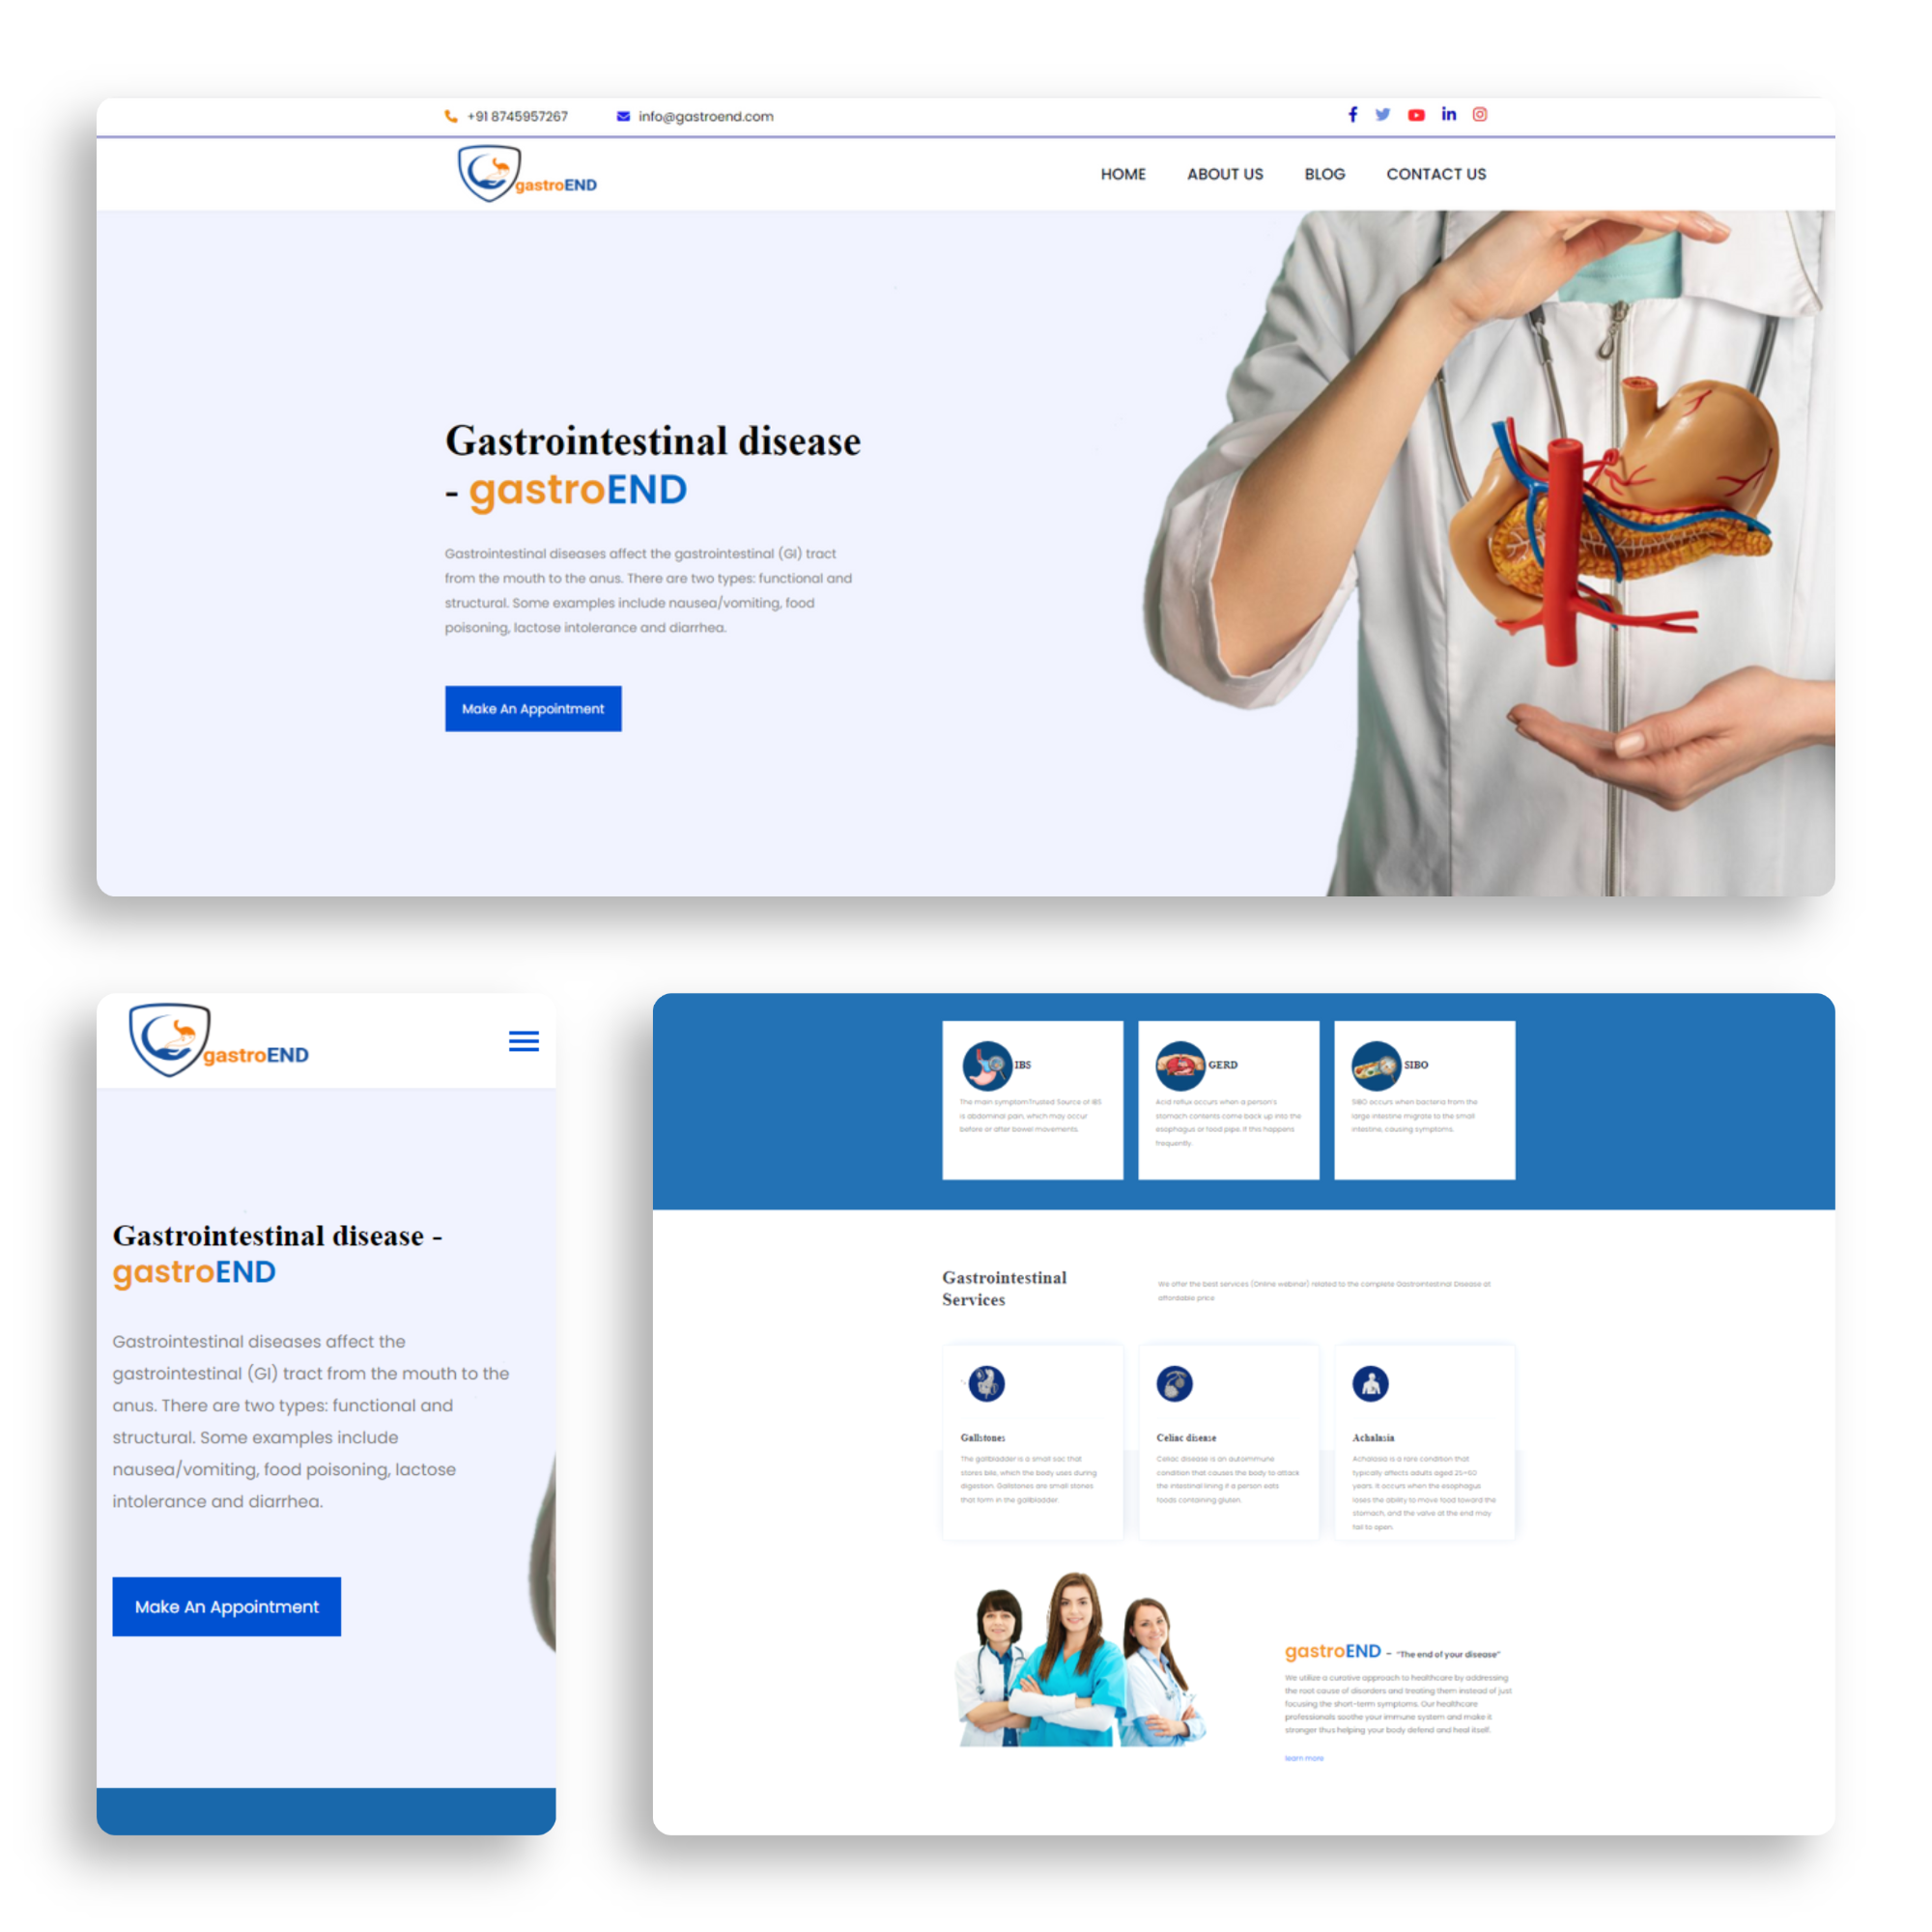 +91 8745957267
info@gastroend.com
gastroEND
HOME
ABOUT US
BLOG
CONTACT US
Gastrointestinal disease
- gastroEND
Gastrointestinal diseases affect the gastrointestinal (GI) tract
from the mouth to the anus. There are two types: functional and
structural. Some examples include nausea/vomiting, food
poisoning, lactose intolerance and diarrhea.
Make An Appointment
gastroEND
Gastrointestinal disease -
gastroEND
Gastrointestinal diseases affect the
gastrointestinal (GI) tract from the mouth to the
anus. There are two types: functional and
structural. Some examples include
nausea/vomiting, food poisoning, lactose
intolerance and diarrhea.
Make An Appointment
IBS
The main symptomTrusted Source of IBS
is abdominal pain, which may occur
before or after bowel movements.
GERD
Acid reflux occurs when a person's
stomach contents come back up into the
esophagus or food pipe. If this happens
frequently.
SIBO
SIBO occurs when bacteria from the
large intestine migrate to the small
intestine, causing symptoms.
Gastrointestinal
Services
We offer the best services (Online webinar) related to the complete Gastrointestinal Disease at
affordable price
Gallstones
The gallbladder is a small sac that
stores bile, which the body uses during
digestion. Gallstones are small stones
that form in the gallbladder.
Celiac disease
Celiac disease is an autoimmune
condition that causes the body to attack
the intestinal lining if a person eats
foods containing gluten.
Achalasia
Achalasia is a rare condition that
typically affects adults aged 25–60
years. It occurs when the esophagus
loses the ability to move food toward the
stomach, and the valve at the end may
fail to open.
gastroEND - "The end of your disease"
We utilize a curative approach to healthcare by addressing
the root cause of disorders and treating them instead of just
focusing the short-term symptoms. Our healthcare
professionals soothe your immune system and make it
stronger thus helping your body defend and heal itself.
learn more